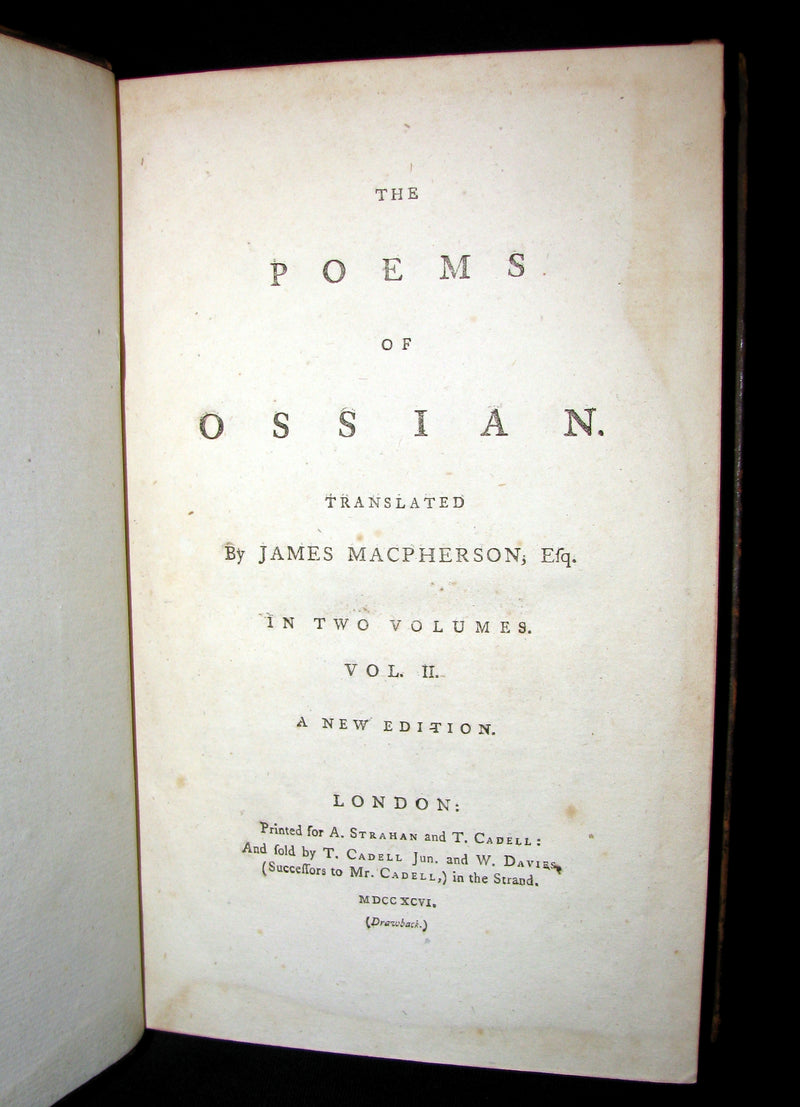 THE
POEMS
OF
OSSIAN.
TRANSLATED
By JAMES MACPHERSON, Eſq.
IN TWO VOLUMES.
VOL. II.
A NEW EDITION.
LONDON:
Printed for A. STRAHAN and T. CADELL:
And ſold by T. CADELL Jun. and W. DAVIES,
(Succeſſors to Mr. CADELL,) in the Strand.
MDCCXCVI.
(Drawback.)